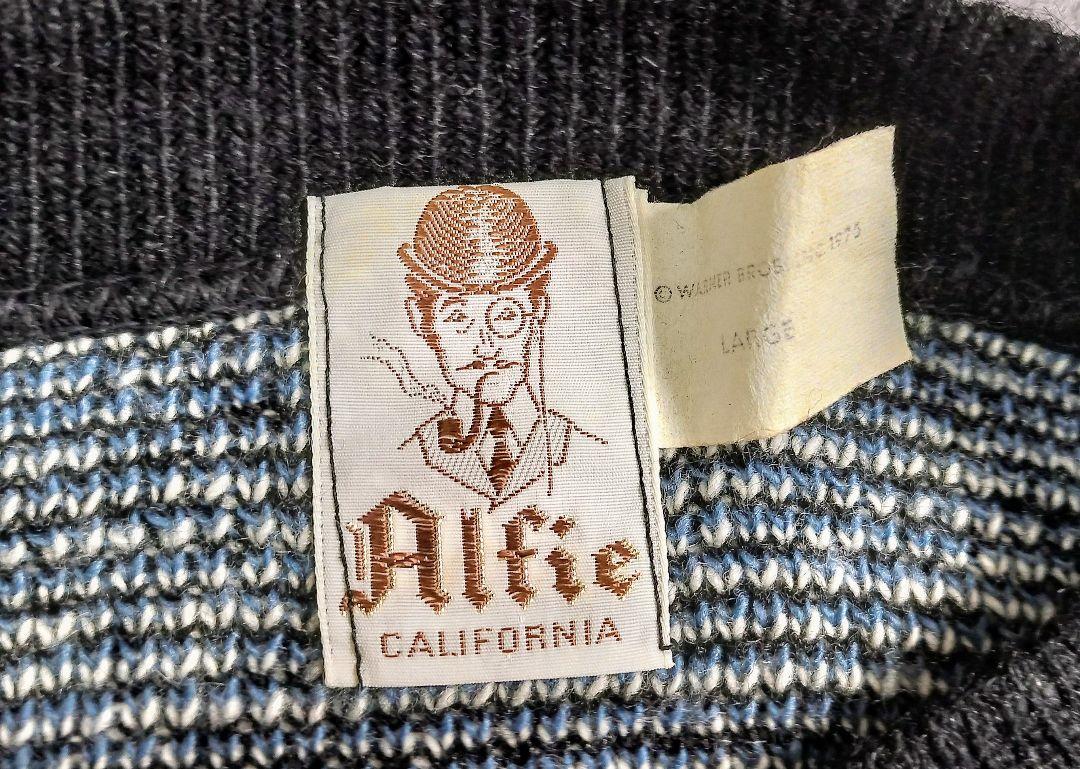 Alfie
CALIFORNIA
© WARNER BROS. INC 1975
LARGE